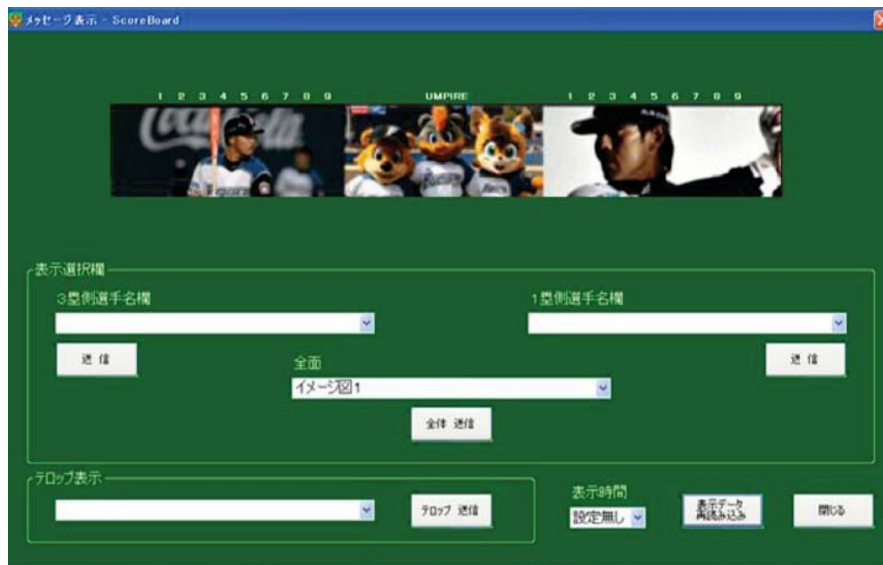 メッセージ表示 - ScoreBoard
1 2 3 4 5 6 7 8 9 UMPIRE 1 2 3 4 5 6 7 8 9
Coca-Cola
表示選択欄
3塁側選手名欄 1塁側選手名欄
送 信 送 信
全面
イメージ図1
全体 送信
テロップ表示
テロップ 送信
表示時間
設定無し
表示データ
再読み込み
閉じる